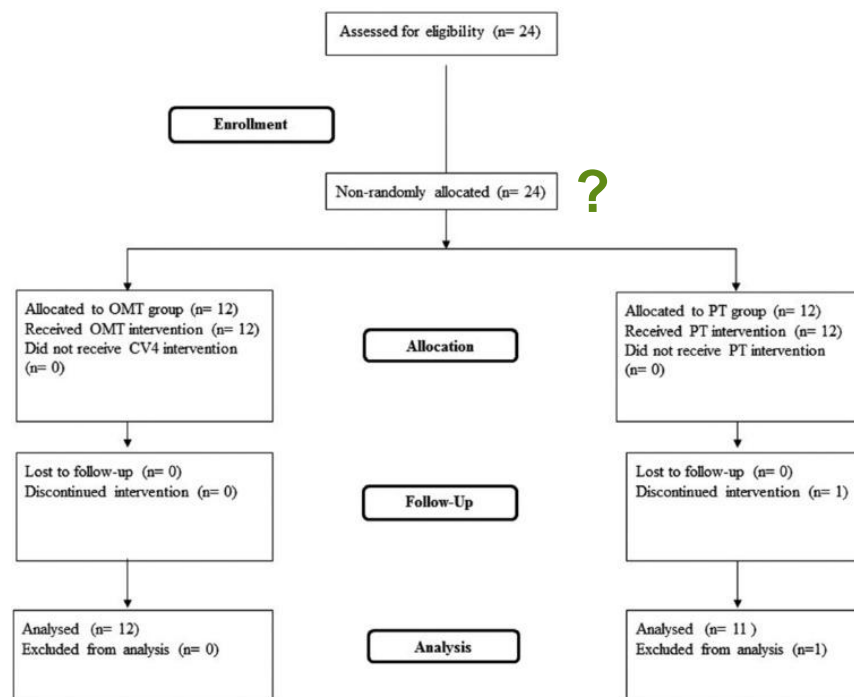 Assessed for eligibility (n= 24)
Enrollment
Non-randomly allocated (n= 24)
?
Allocated to OMT group (n= 12)
Received OMT intervention (n= 12)
Did not receive CV4 intervention
(n= 0)
Allocation
Allocated to PT group (n= 12)
Received PT intervention (n= 12)
Did not receive PT intervention
(n= 0)
Lost to follow-up (n= 0)
Discontinued intervention (n= 0)
Follow-Up
Lost to follow-up (n= 0)
Discontinued intervention (n= 1)
Analysed (n= 12)
Excluded from analysis (n= 0)
Analysis
Analysed (n= 11 )
Excluded from analysis (n=1)